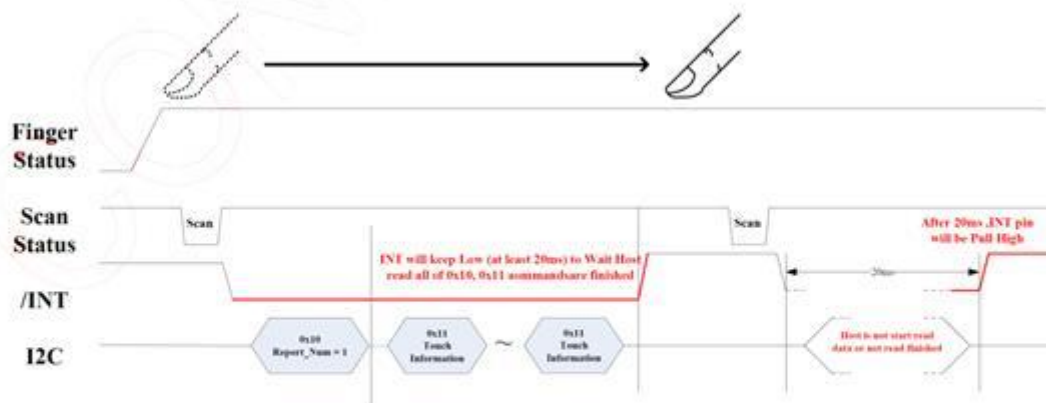 Finger
Status
Scan
Status
Scan
Scan
After 20ms ,INT pin
will be Pull High
INT will keep Low (at least 20ms) to Wait Host
read all of 0x10, 0x11 aommandsare finished
20ms
/INT
I2C
0x10
Report_Num = 1
0x11
Touch
Information
~
0x11
Touch
Information
Host is not start read
data or not read finished